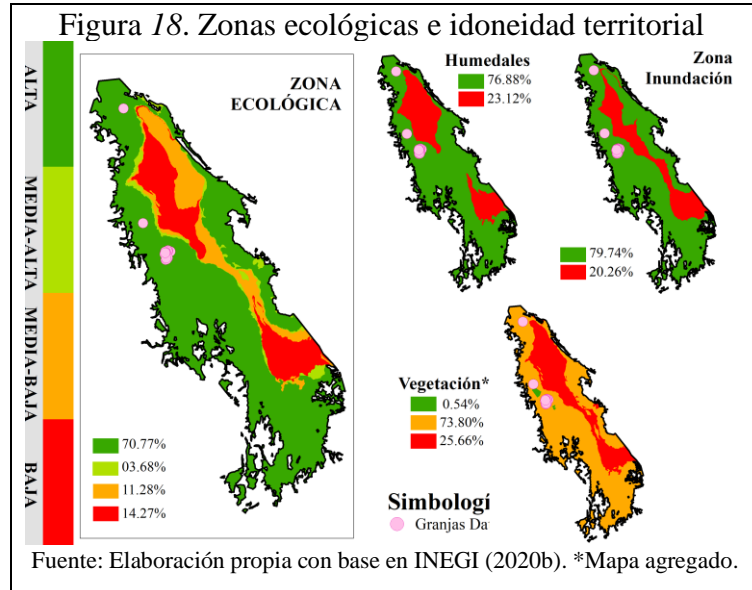 Figura 18. Zonas ecológicas e idoneidad territorial
ALTA
MEDIA-ALTA
MEDIA-BAJA
BAJA
ZONA
ECOLÓGICA
70.77%
03.68%
11.28%
14.27%
Humedales
76.88%
23.12%
Zona
Inundación
79.74%
20.26%
Vegetación*
0.54%
73.80%
25.66%
Simbologí
Granjas Da
Fuente: Elaboración propia con base en INEGI (2020b). *Mapa agregado.